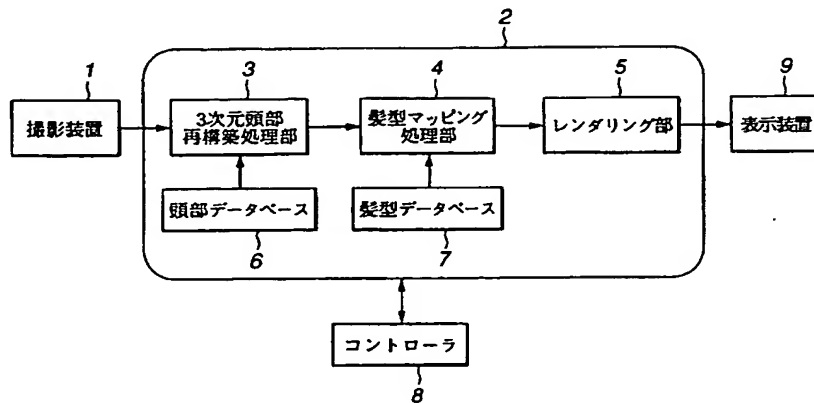 2
1
3
4
5
9
撮影装置
3次元頭部
再構築処理部
髪型マッピング
処理部
レンダリング部
表示装置
頭部データベース
髪型データベース
6
7
コントローラ
8